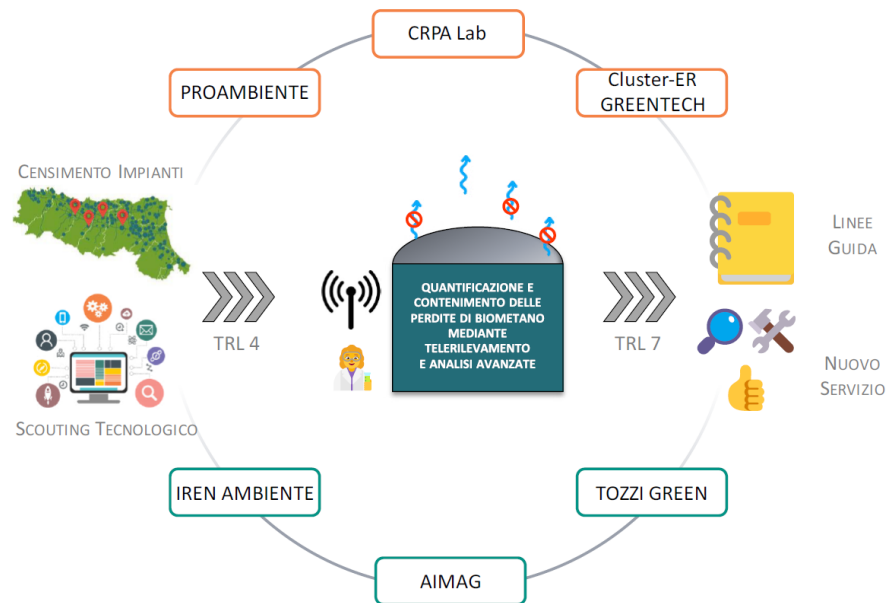 CRPA Lab
PROAMBIENTE
Cluster-ER
GREENTECH
CENSIMENTO IMPIANTI
LINEE
GUIDA
QUANTIFICAZIONE E
CONTENIMENTO DELLE
PERDITE DI BIOMETANO
MEDIANTE
TELERILEVAMENTO
E ANALISI AVANZATE
TRL 4
TRL 7
NUOVO
SERVIZIO
SCOUTING TECNOLOGICO
IREN AMBIENTE
TOZZI GREEN
AIMAG